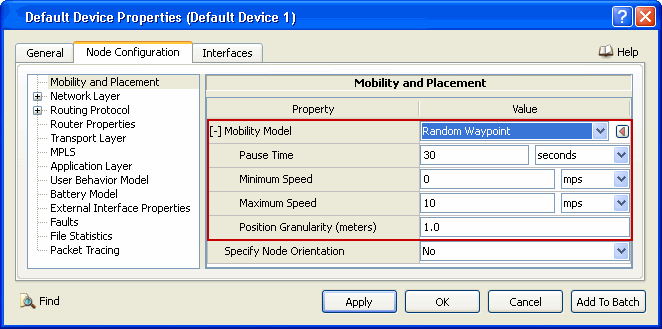 Default Device Properties (Default Device 1)
General Node Configuration Interfaces Help
Mobility and Placement
Network Layer
Routing Protocol
Router Properties
Transport Layer
MPLS
Application Layer
User Behavior Model
Battery Model
External Interface Properties
Faults
File Statistics
Packet Tracing
Mobility and Placement
Property Value
[-] Mobility Model Random Waypoint
Pause Time 30 seconds
Minimum Speed 0 mps
Maximum Speed 10 mps
Position Granularity (meters) 1.0
Specify Node Orientation No
Find Apply OK Cancel Add To Batch